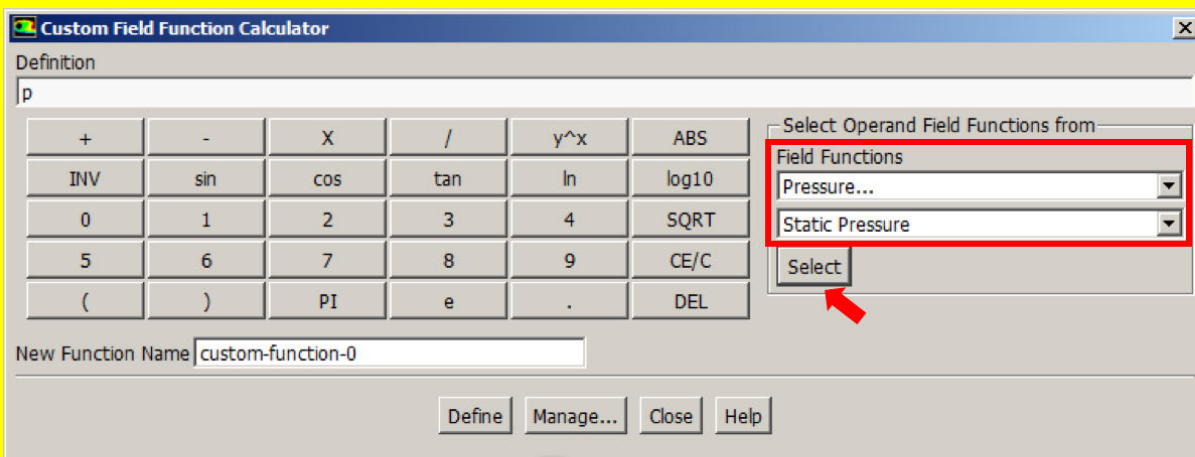 Custom Field Function Calculator
Definition
p
+ - X / y^x ABS
INV sin cos tan ln log10
0 1 2 3 4 SQRT
5 6 7 8 9 CE/C
( ) PI e . DEL
Select Operand Field Functions from
Field Functions
Pressure...
Static Pressure
Select
New Function Name custom-function-0
Define Manage... Close Help